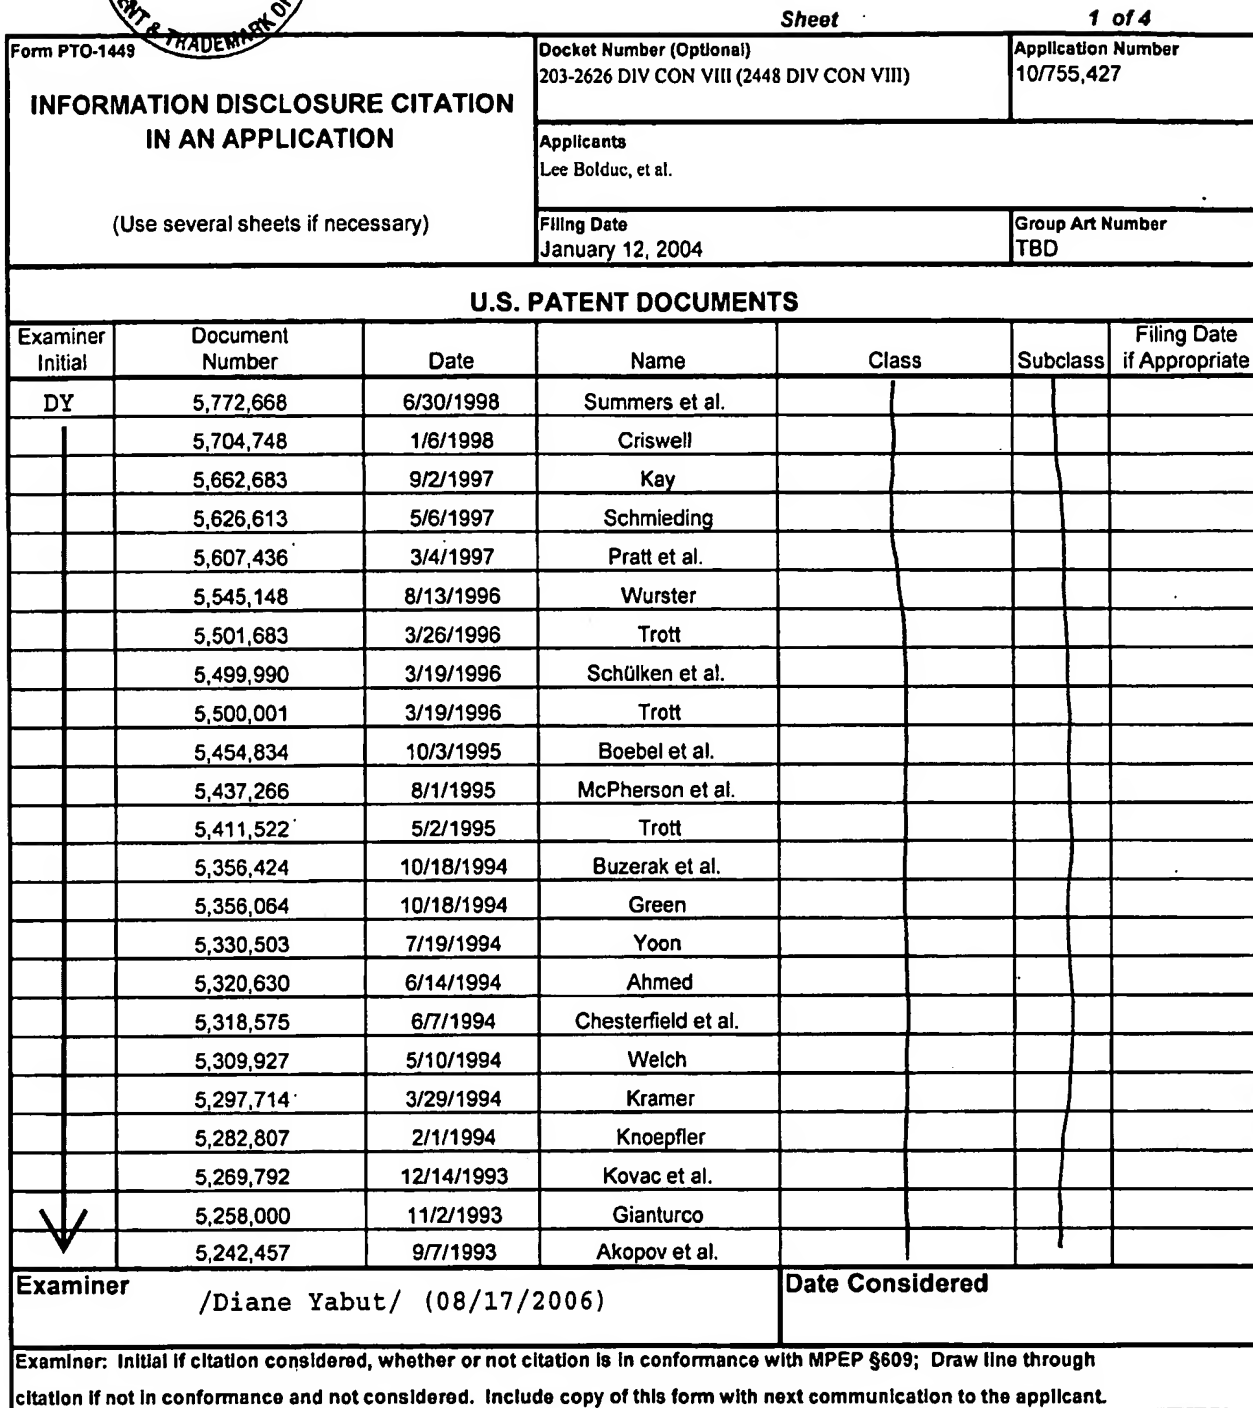 ENT & TRADEMARK O
Sheet 1 of 4
Form PTO-1449
INFORMATION DISCLOSURE CITATION
IN AN APPLICATION
(Use several sheets if necessary)
Docket Number (Optional)
203-2626 DIV CON VIII (2448 DIV CON VIII)
Application Number
10/755,427
Applicants
Lee Bolduc, et al.
Filing Date
January 12, 2004
Group Art Number
TBD
U.S. PATENT DOCUMENTS
Examiner Initial Document Number Date Name Class Subclass Filing Date if Appropriate
DY 5,772,668 6/30/1998 Summers et al.
5,704,748 1/6/1998 Criswell
5,662,683 9/2/1997 Kay
5,626,613 5/6/1997 Schmieding
5,607,436 3/4/1997 Pratt et al.
5,545,148 8/13/1996 Wurster
5,501,683 3/26/1996 Trott
5,499,990 3/19/1996 Schülken et al.
5,500,001 3/19/1996 Trott
5,454,834 10/3/1995 Boebel et al.
5,437,266 8/1/1995 McPherson et al.
5,411,522 5/2/1995 Trott
5,356,424 10/18/1994 Buzerak et al.
5,356,064 10/18/1994 Green
5,330,503 7/19/1994 Yoon
5,320,630 6/14/1994 Ahmed
5,318,575 6/7/1994 Chesterfield et al.
5,309,927 5/10/1994 Welch
5,297,714 3/29/1994 Kramer
5,282,807 2/1/1994 Knoepfler
5,269,792 12/14/1993 Kovac et al.
5,258,000 11/2/1993 Gianturco
5,242,457 9/7/1993 Akopov et al.
Examiner
/Diane Yabut/ (08/17/2006)
Date Considered
Examiner: Initial if citation considered, whether or not citation is in conformance with MPEP §609; Draw line through
citation if not in conformance and not considered. Include copy of this form with next communication to the applicant.